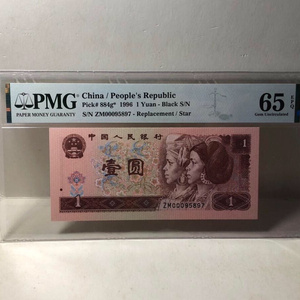 PMG
PAPER MONEY GUARANTY
China / People's Republic
Pick# 884g* 1996 1 Yuan - Black S/N
S/N ZM00095897 - Replacement / Star
65 EPQ
Gem Uncirculated
中国人民银行
1
壹圆
1
ZM00095897